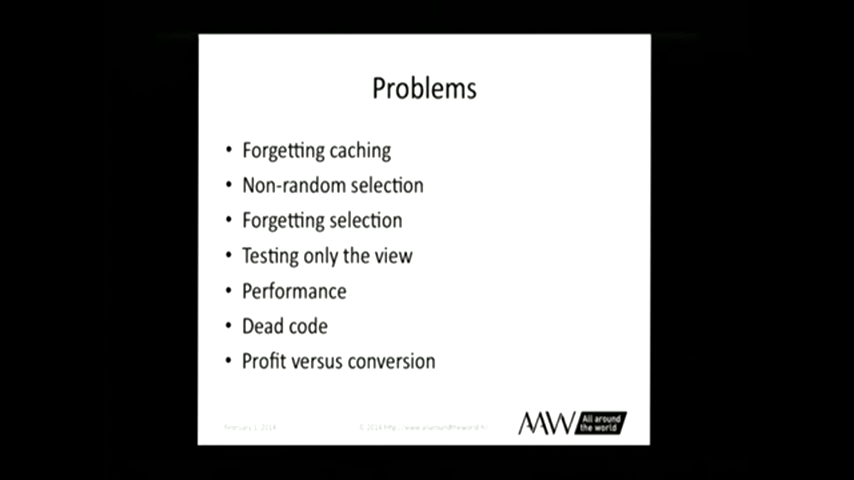 Problems
• Forgetting caching
• Non-random selection
• Forgetting selection
• Testing only the view
• Performance
• Dead code
• Profit versus conversion
February 1, 2014
AAW All around
the world